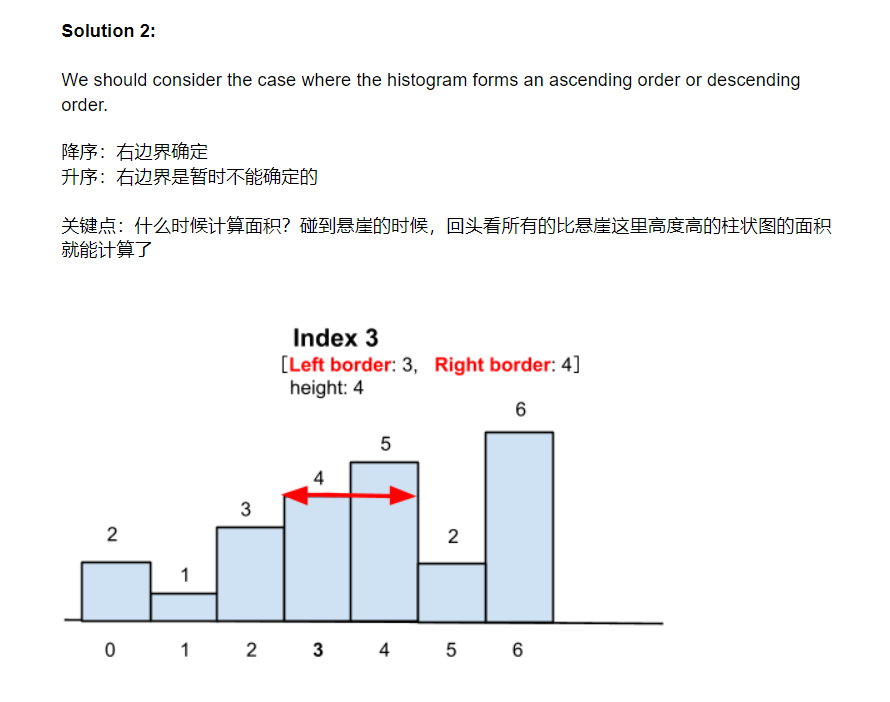 Solution 2:
We should consider the case where the histogram forms an ascending order or descending
order.
降序：右边界确定
升序：右边界是暂时不能确定的
关键点：什么时候计算面积？碰到悬崖的时候，回头看所有的比悬崖这里高度高的柱状图的面积
就能计算了
Index 3
[Left border: 3, Right border: 4]
height: 4
6
5
4
3
2
2
1
0 1 2 3 4 5 6